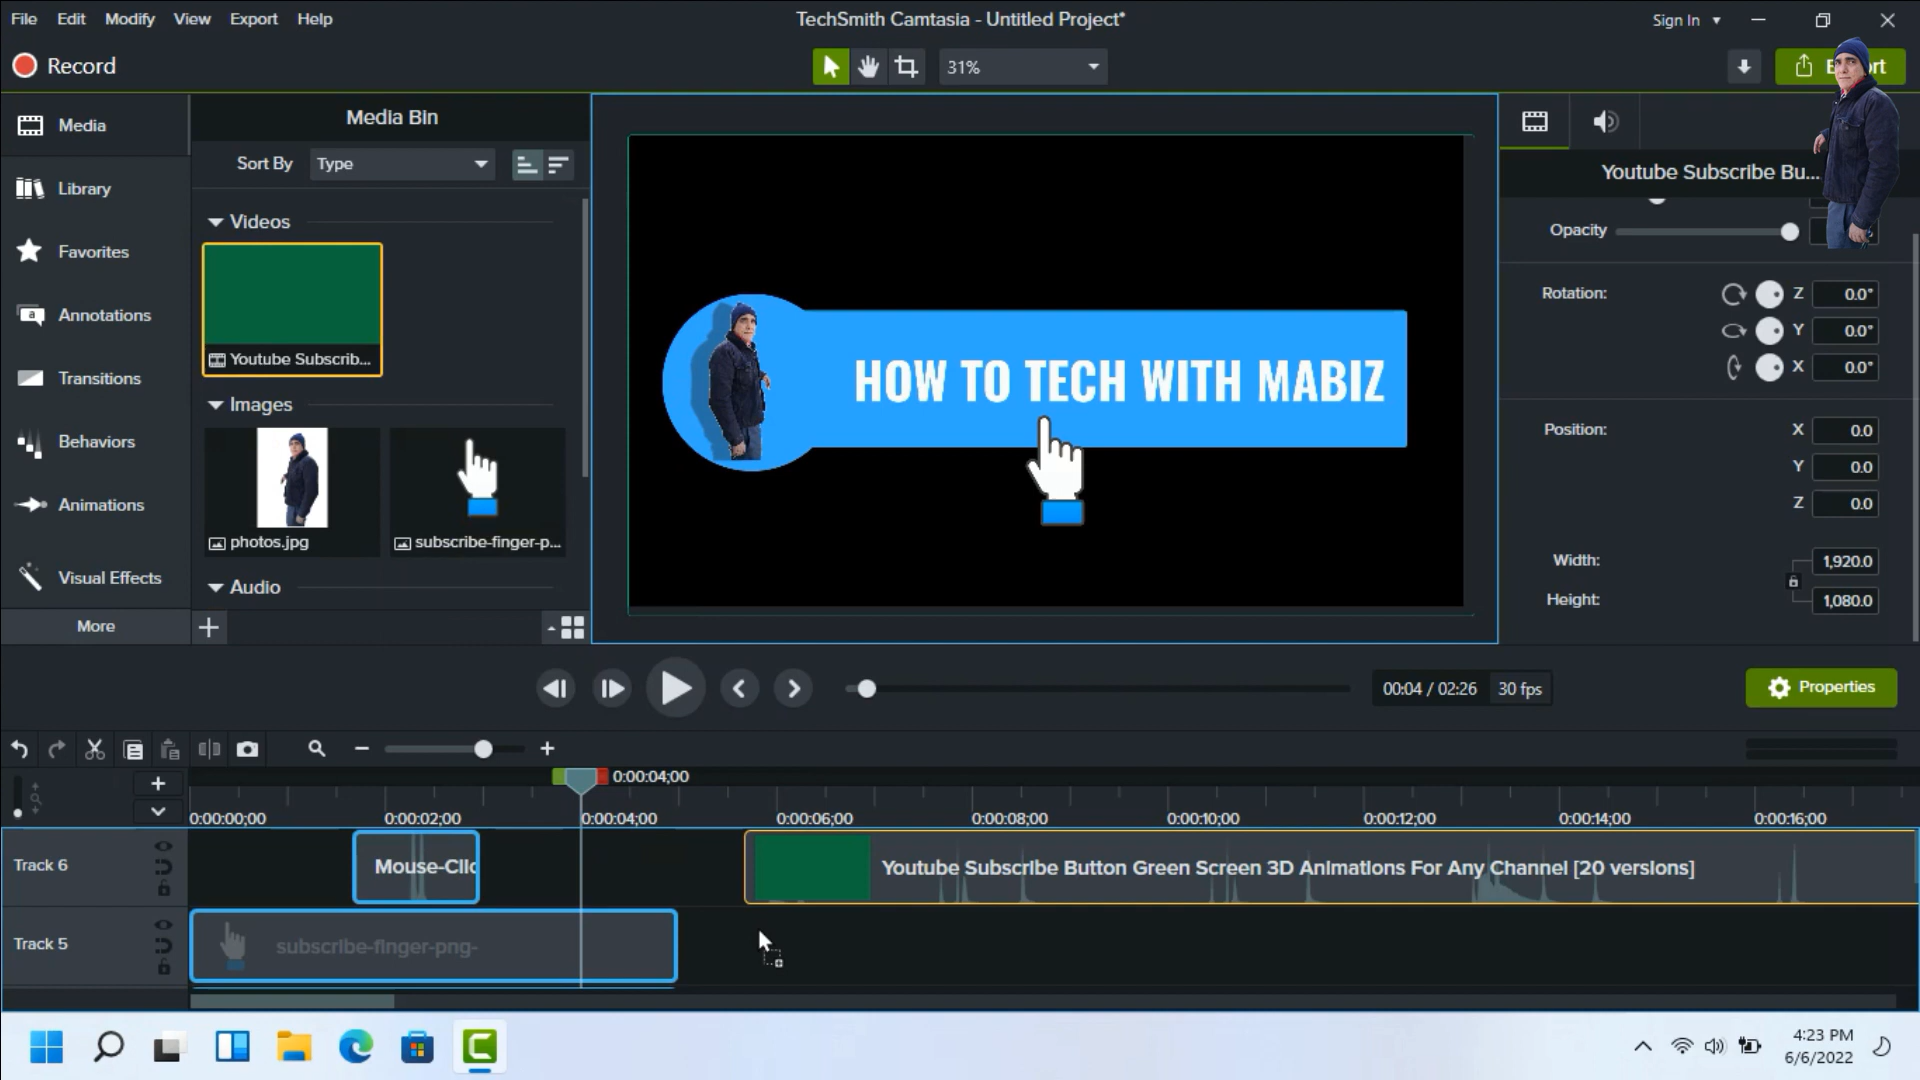 File Edit Modify View Export Help
TechSmith Camtasia - Untitled Project*
Sign In
Record
31%
Media
Library
Favorites
Annotations
Transitions
Behaviors
Animations
Visual Effects
More
Media Bin
Sort By Type
Videos
Youtube Subscrib...
Images
photos.jpg
subscribe-finger-p...
Audio
HOW TO TECH WITH MABIZ
Youtube Subscribe Bu...
Opacity
Rotation: Z 0.0°
Y 0.0°
X 0.0°
Position: X 0.0
Y 0.0
Z 0.0
Width: 1,920.0
Height: 1,080.0
00:04 / 02:26 30 fps
Properties
0:00:04;00
0:00:00;00 0:00:02;00 0:00:04;00 0:00:06;00 0:00:08;00 0:00:10;00 0:00:12;00 0:00:14;00 0:00:16;00
Track 6
Mouse-Clic
Youtube Subscribe Button Green Screen 3D Animations For Any Channel [20 versions]
Track 5
subscribe-finger-png-
4:23 PM
6/6/2022